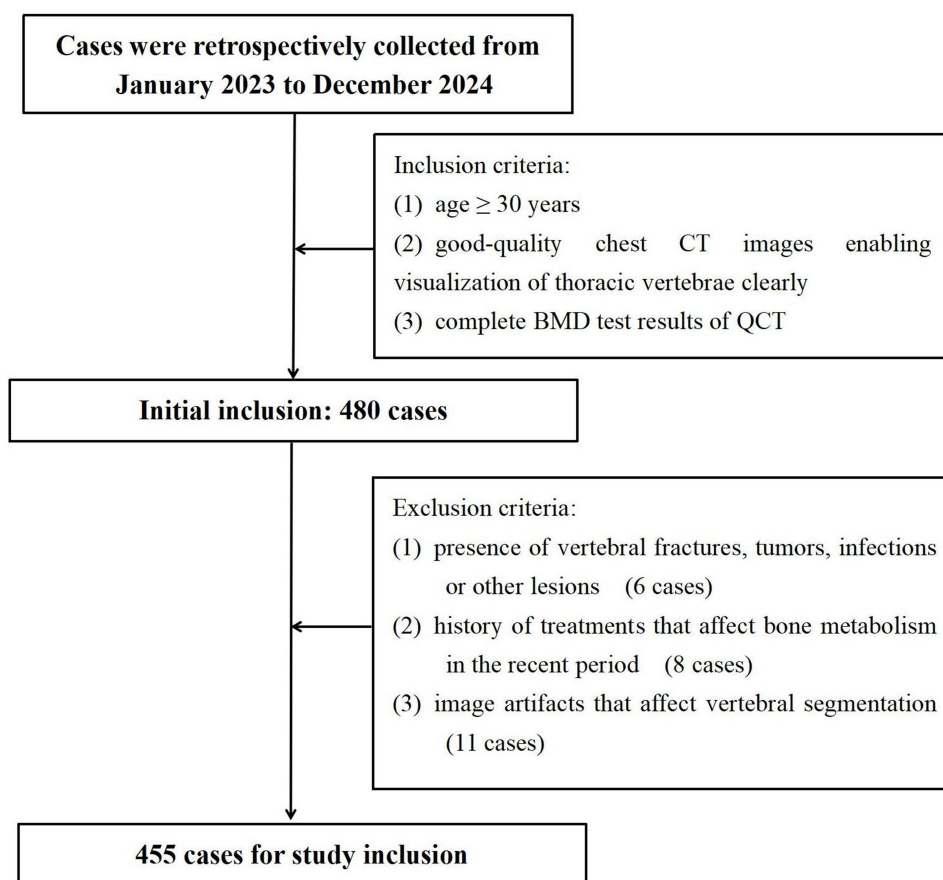 Cases were retrospectively collected from
January 2023 to December 2024
Inclusion criteria:
(1) age ≥ 30 years
(2) good-quality chest CT images enabling
visualization of thoracic vertebrae clearly
(3) complete BMD test results of QCT
Initial inclusion: 480 cases
Exclusion criteria:
(1) presence of vertebral fractures, tumors, infections
or other lesions (6 cases)
(2) history of treatments that affect bone metabolism
in the recent period (8 cases)
(3) image artifacts that affect vertebral segmentation
(11 cases)
455 cases for study inclusion